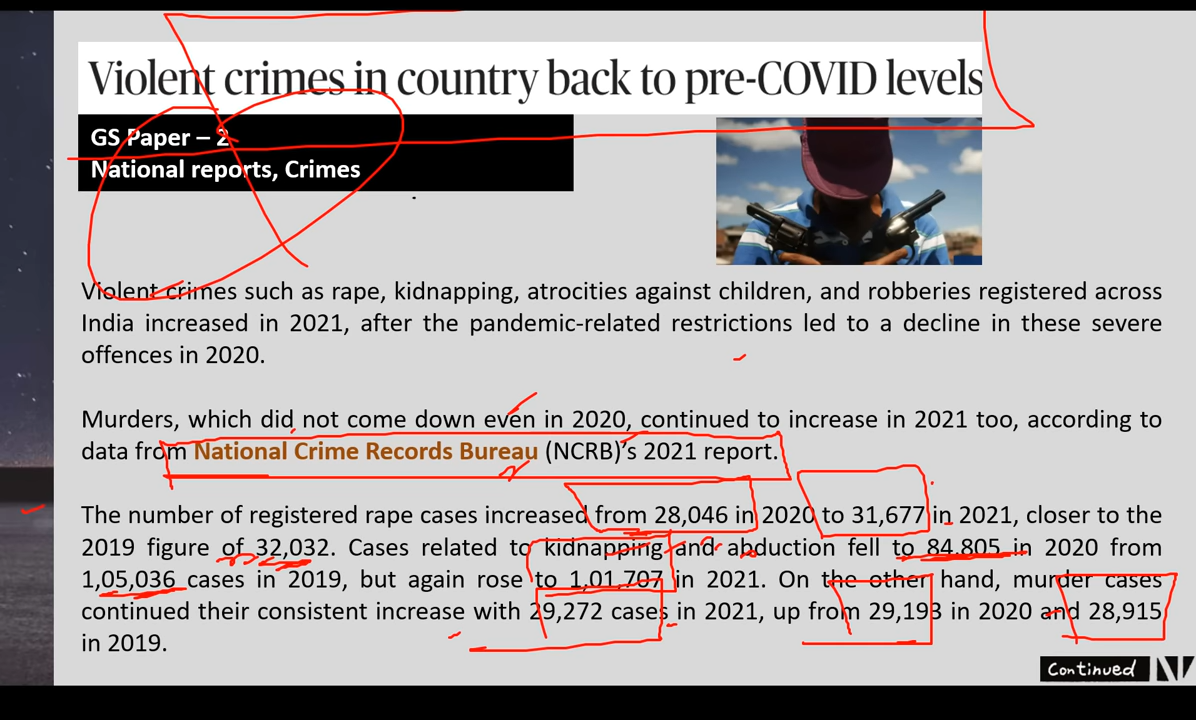 Violent crimes in country back to pre-COVID levels
GS Paper – 2
National reports, Crimes
Violent crimes such as rape, kidnapping, atrocities against children, and robberies registered across
India increased in 2021, after the pandemic-related restrictions led to a decline in these severe
offences in 2020.
Murders, which did not come down even in 2020, continued to increase in 2021 too, according to
data from National Crime Records Bureau (NCRB)'s 2021 report.
The number of registered rape cases increased from 28,046 in 2020 to 31,677 in 2021, closer to the
2019 figure of 32,032. Cases related to kidnapping and abduction fell to 84,805 in 2020 from
1,05,036 cases in 2019, but again rose to 1,01,707 in 2021. On the other hand, murder cases
continued their consistent increase with 29,272 cases in 2021, up from 29,193 in 2020 and 28,915
in 2019.
Continued